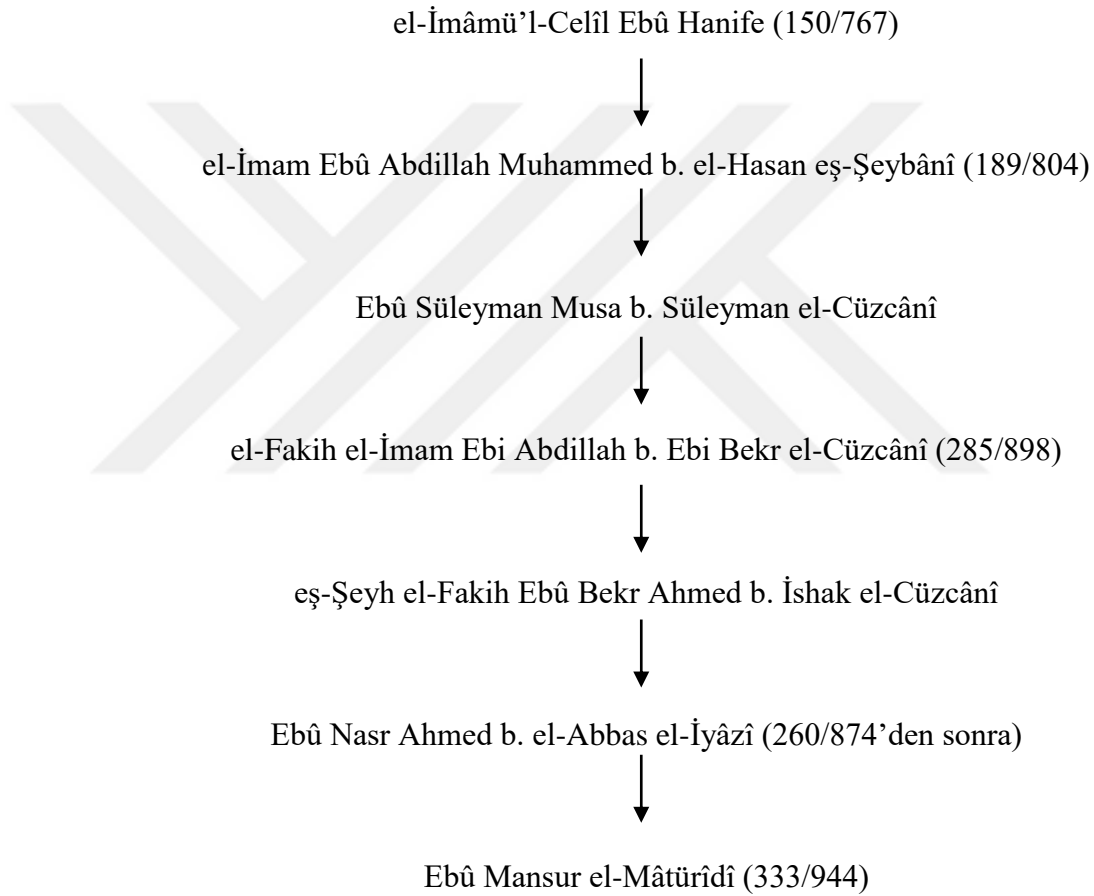 el-İmâmü’l-Celîl Ebû Hanife (150/767)
el-İmam Ebû Abdillah Muhammed b. el-Hasan eş-Şeybânî (189/804)
Ebû Süleyman Musa b. Süleyman el-Cüzcânî
el-Fakih el-İmam Ebi Abdillah b. Ebi Bekr el-Cüzcânî (285/898)
eş-Şeyh el-Fakih Ebû Bekr Ahmed b. İshak el-Cüzcânî
Ebû Nasr Ahmed b. el-Abbas el-İyâzî (260/874’den sonra)
Ebû Mansur el-Mâtürîdî (333/944)